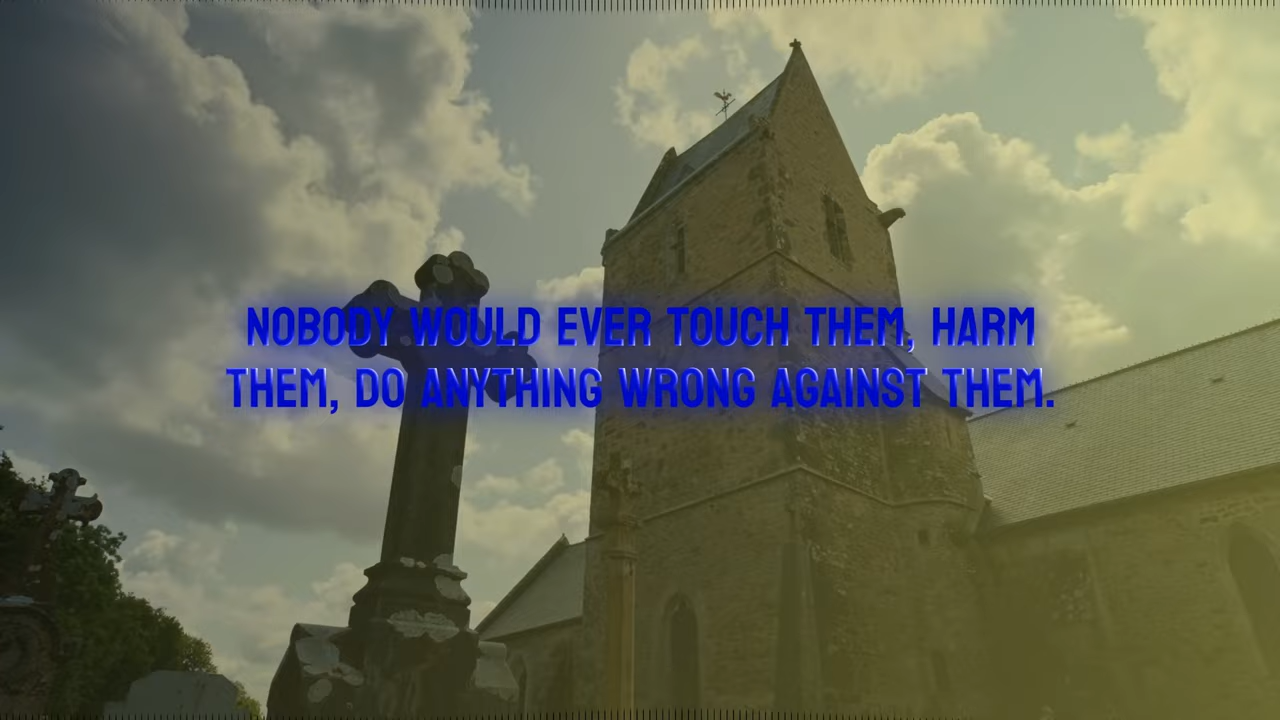 NOBODY WOULD EVER TOUCH THEM, HARM
THEM, DO ANYTHING WRONG AGAINST THEM.